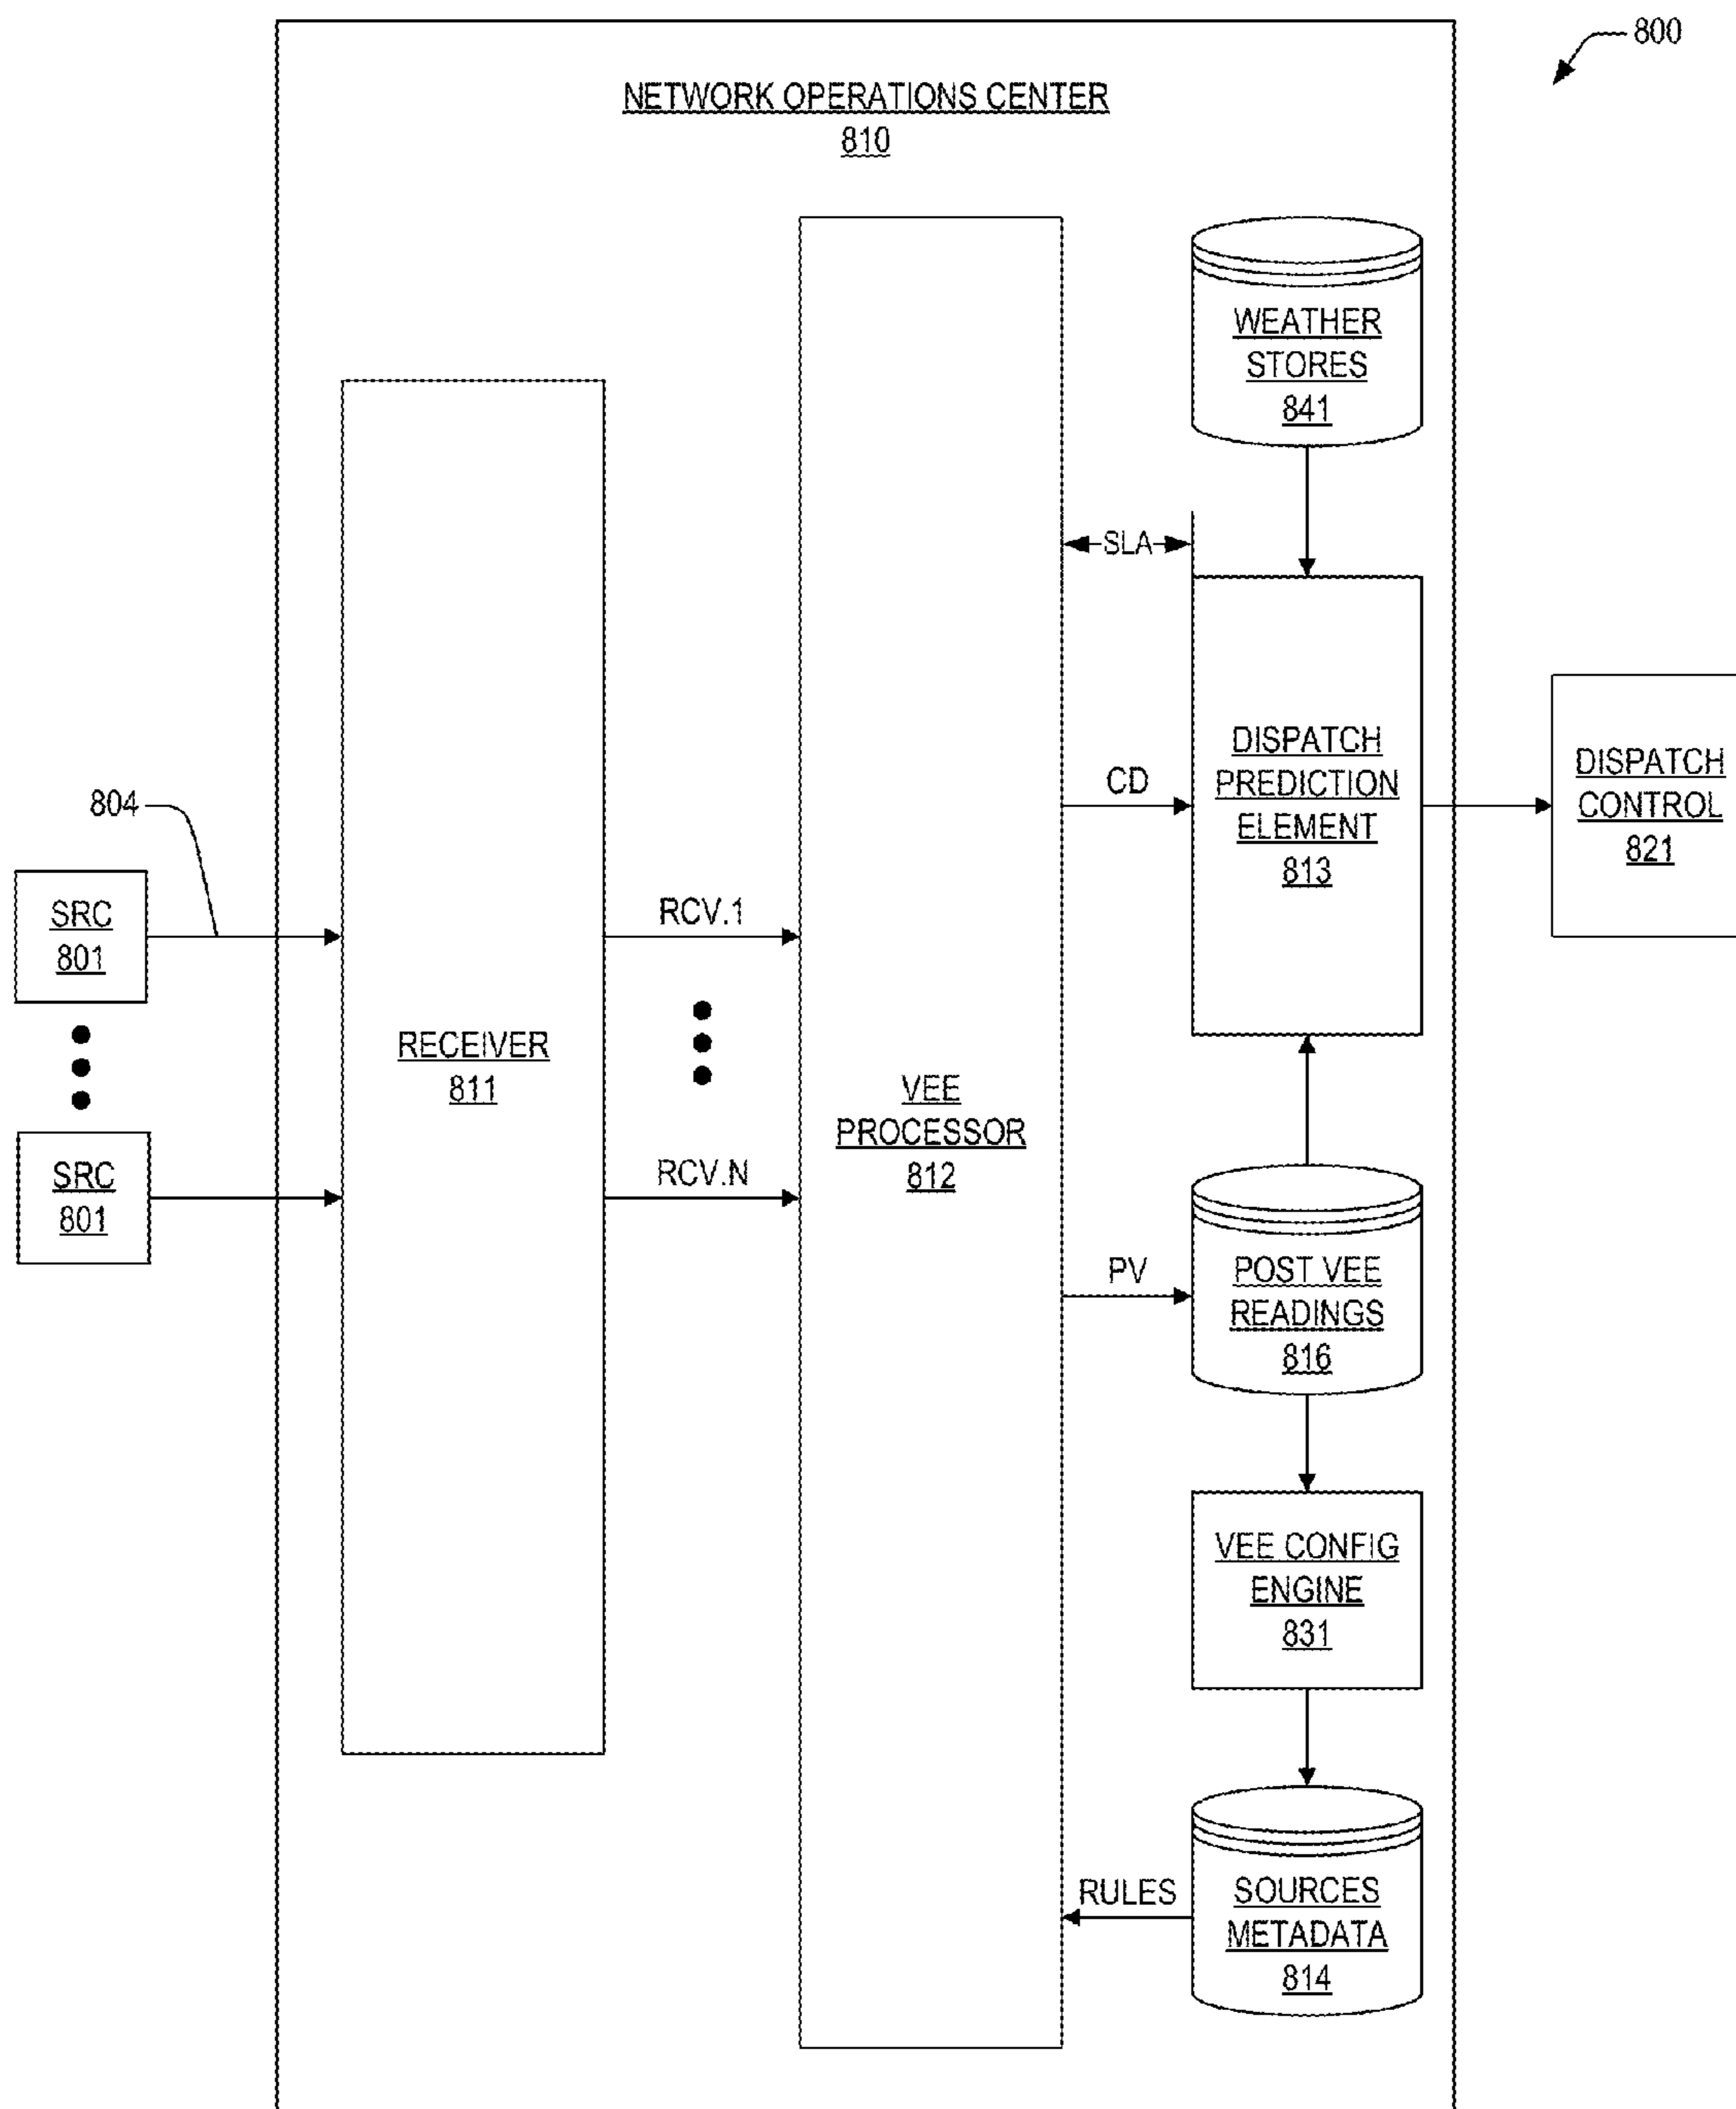 800
NETWORK OPERATIONS CENTER
810
WEATHER
STORES
841
SLA
DISPATCH
PREDICTION
ELEMENT
813
CD
DISPATCH
CONTROL
821
804
SRC
801
RCV.1
RECEIVER
811
VEE
PROCESSOR
812
SRC
801
RCV.N
PV
POST VEE
READINGS
816
VEE CONFIG
ENGINE
831
RULES
SOURCES
METADATA
814